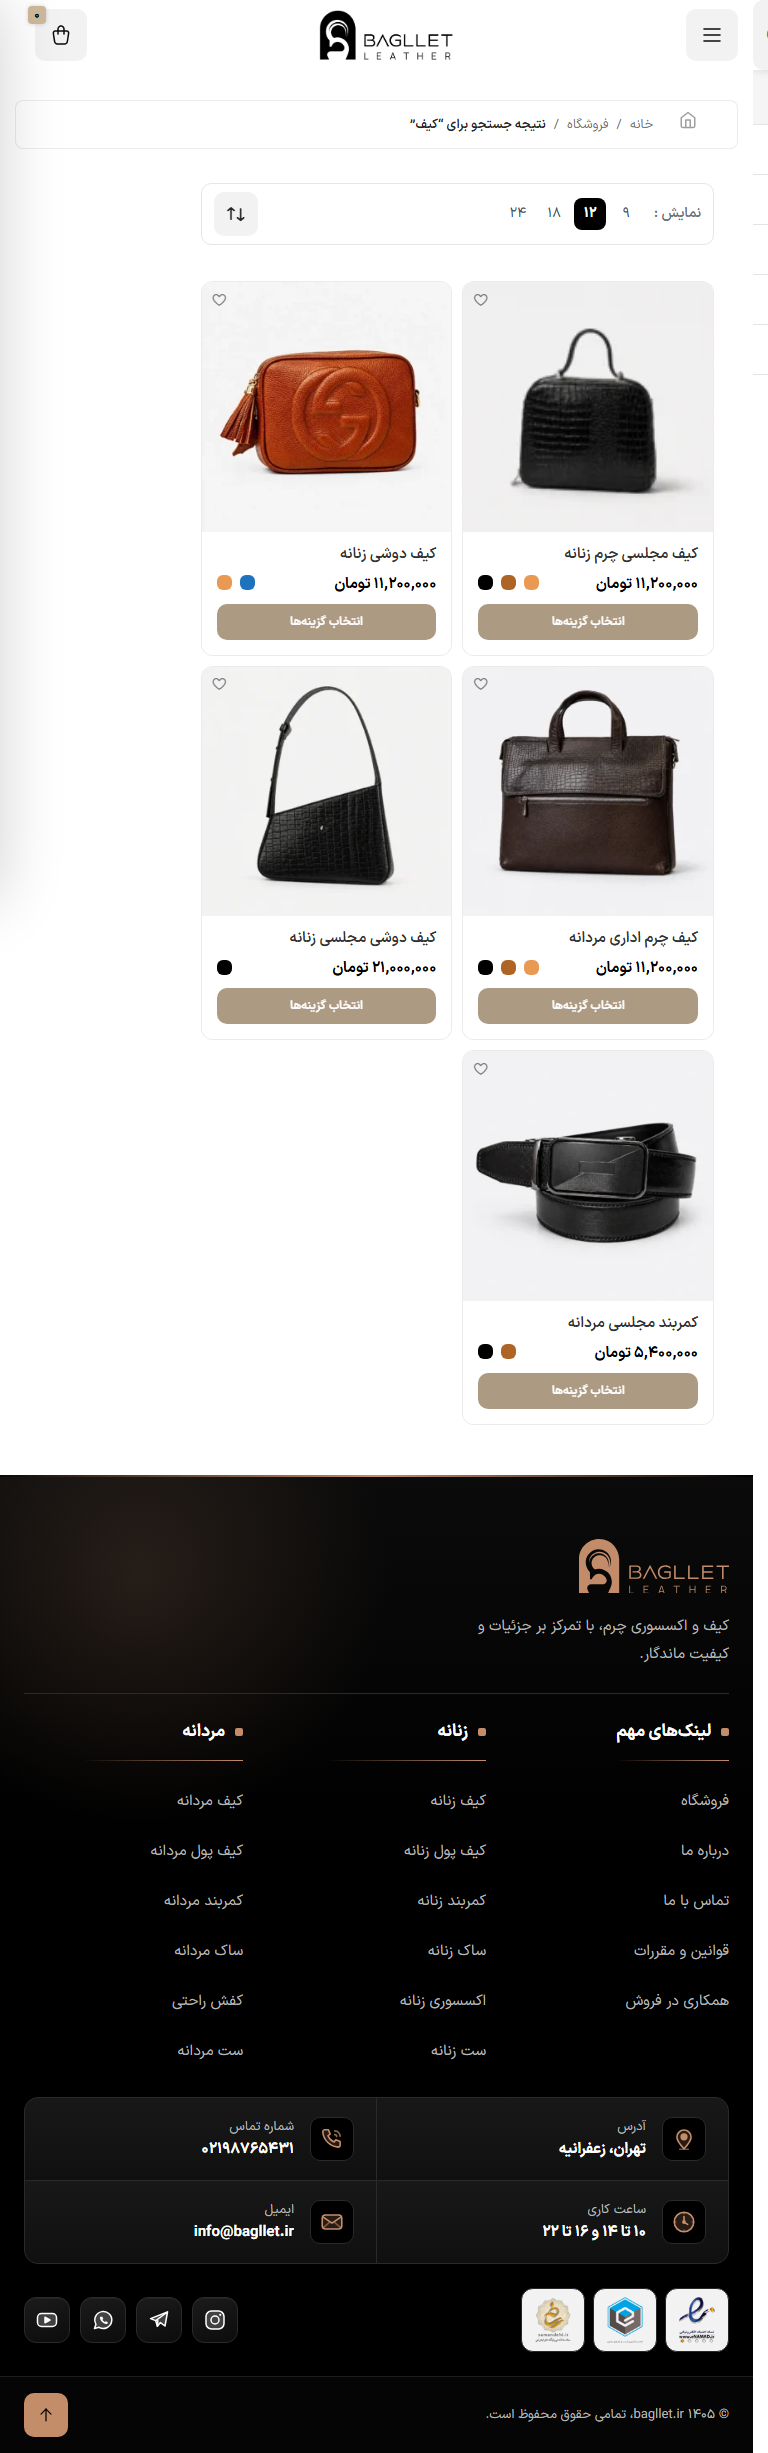 ۰
BAGLLET
LEATHER
خانه / فروشگاه / نتیجه جستجو برای “کیف”
نمایش : ۹ ۱۲ ۱۸ ۲۴
کیف مجلسی چرم زنانه
۱۱,۲۰۰,۰۰۰ تومان
انتخاب گزینه‌ها
کیف دوشی زنانه
۱۱,۲۰۰,۰۰۰ تومان
انتخاب گزینه‌ها
کیف چرم اداری مردانه
۱۱,۲۰۰,۰۰۰ تومان
انتخاب گزینه‌ها
کیف دوشی مجلسی زنانه
۲۱,۰۰۰,۰۰۰ تومان
انتخاب گزینه‌ها
کمربند مجلسی مردانه
۵,۴۰۰,۰۰۰ تومان
انتخاب گزینه‌ها
BAGLLET
LEATHER
کیف و اکسسوری چرم، با تمرکز بر جزئیات و
کیفیت ماندگار.
لینک‌های مهم
فروشگاه
درباره ما
تماس با ما
قوانین و مقررات
همکاری در فروش
زنانه
کیف زنانه
کیف پول زنانه
کمربند زنانه
ساک زنانه
اکسسوری زنانه
ست زنانه
مردانه
کیف مردانه
کیف پول مردانه
کمربند مردانه
ساک مردانه
کفش راحتی
ست مردانه
آدرس
تهران، زعفرانیه
شماره تماس
۰۲۱۹۸۷۶۵۴۳۱
ساعت کاری
۱۰ تا ۱۴ و ۱۶ تا ۲۲
ایمیل
info@bagllet.ir
© ۱۴۰۵ bagllet.ir، تمامی حقوق محفوظ است.